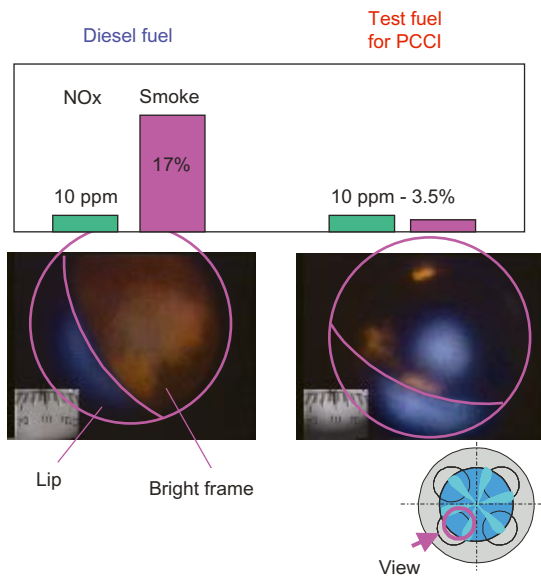 Diesel fuel
Test fuel
for PCCI
NOx
Smoke
17%
10 ppm
10 ppm - 3.5%
Lip
Bright frame
View